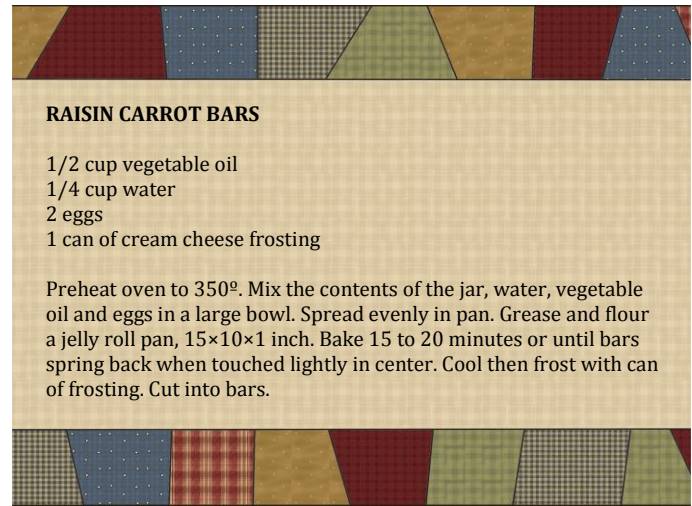 RAISIN CARROT BARS
1/2 cup vegetable oil
1/4 cup water
2 eggs
1 can of cream cheese frosting
Preheat oven to 350º. Mix the contents of the jar, water, vegetable
oil and eggs in a large bowl. Spread evenly in pan. Grease and flour
a jelly roll pan, 15×10×1 inch. Bake 15 to 20 minutes or until bars
spring back when touched lightly in center. Cool then frost with can
of frosting. Cut into bars.